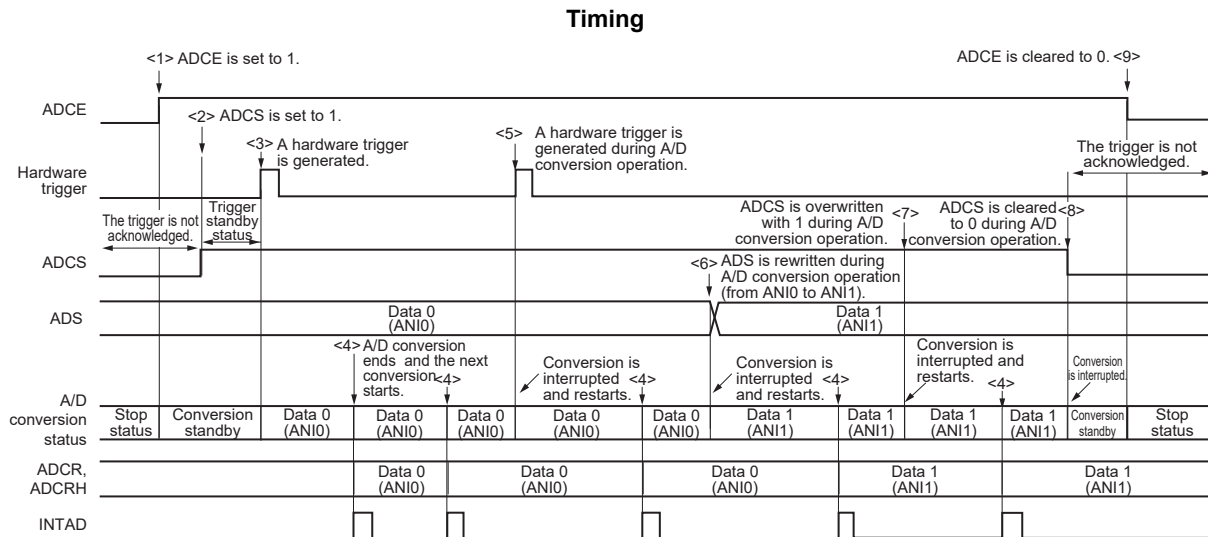 Timing
<1> ADCE is set to 1.
ADCE is cleared to 0. <9>
ADCE
<2> ADCS is set to 1.
<3> A hardware trigger
is generated.
<5> A hardware trigger is
generated during A/D
conversion operation.
The trigger is not
acknowledged.
Hardware
trigger
The trigger is not
acknowledged.
Trigger
standby
status
ADCS is overwritten
with 1 during A/D
conversion operation.
<7>
ADCS is cleared
to 0 during A/D
conversion operation.
<8>
ADCS
<6> ADS is rewritten during
A/D conversion operation
(from ANI0 to ANI1).
ADS
Data 0
(ANI0)
Data 1
(ANI1)
<4> A/D conversion
ends and the next
conversion
starts.
<4>
Conversion is
interrupted
and restarts.
<4>
Conversion is
interrupted
and restarts.
<4>
Conversion is
interrupted and
restarts.
<4>
Conversion
is interrupted.
A/D
conversion
status
Stop
status
Conversion
standby
Data 0
(ANI0)
Data 0
(ANI0)
Data 0
(ANI0)
Data 0
(ANI0)
Data 0
(ANI0)
Data 1
(ANI1)
Data 1
(ANI1)
Data 1
(ANI1)
Data 1
(ANI1)
Conversion
standby
Stop
status
ADCR,
ADCRH
Data 0
(ANI0)
Data 0
(ANI0)
Data 0
(ANI0)
Data 1
(ANI1)
Data 1
(ANI1)
INTAD